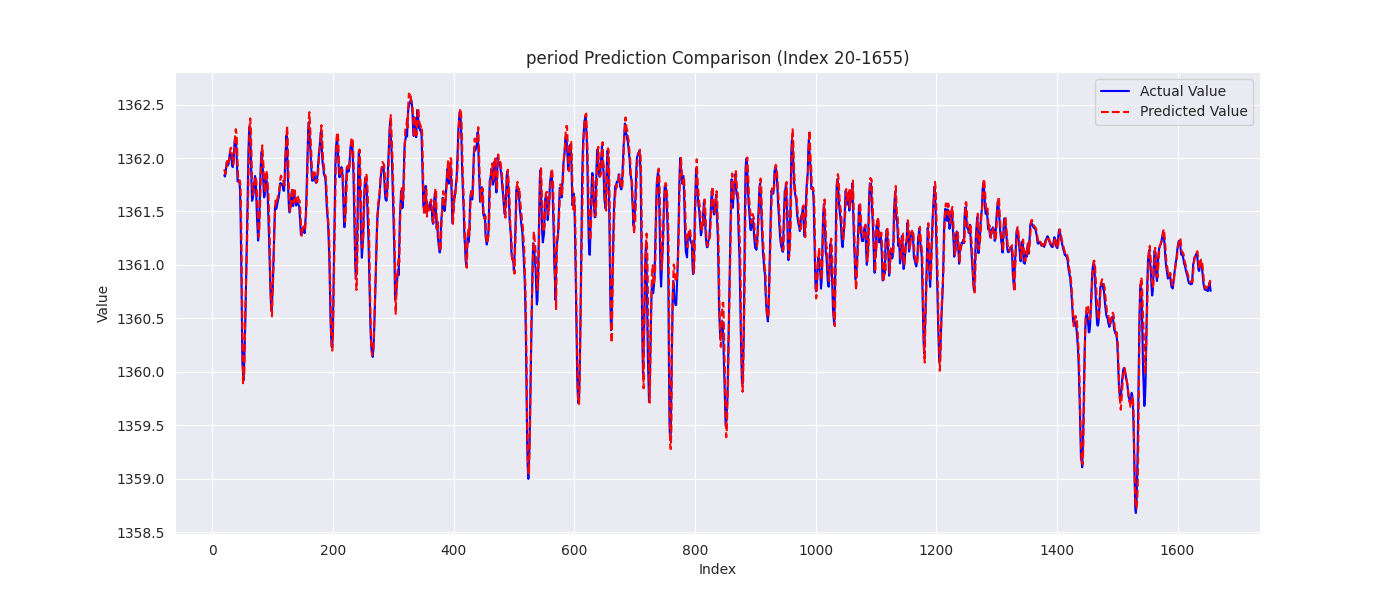 period Prediction Comparison (Index 20-1655)
Actual Value
Predicted Value
Value
1362.5
1362.0
1361.5
1361.0
1360.5
1360.0
1359.5
1359.0
1358.5
0 200 400 600 800 1000 1200 1400 1600
Index